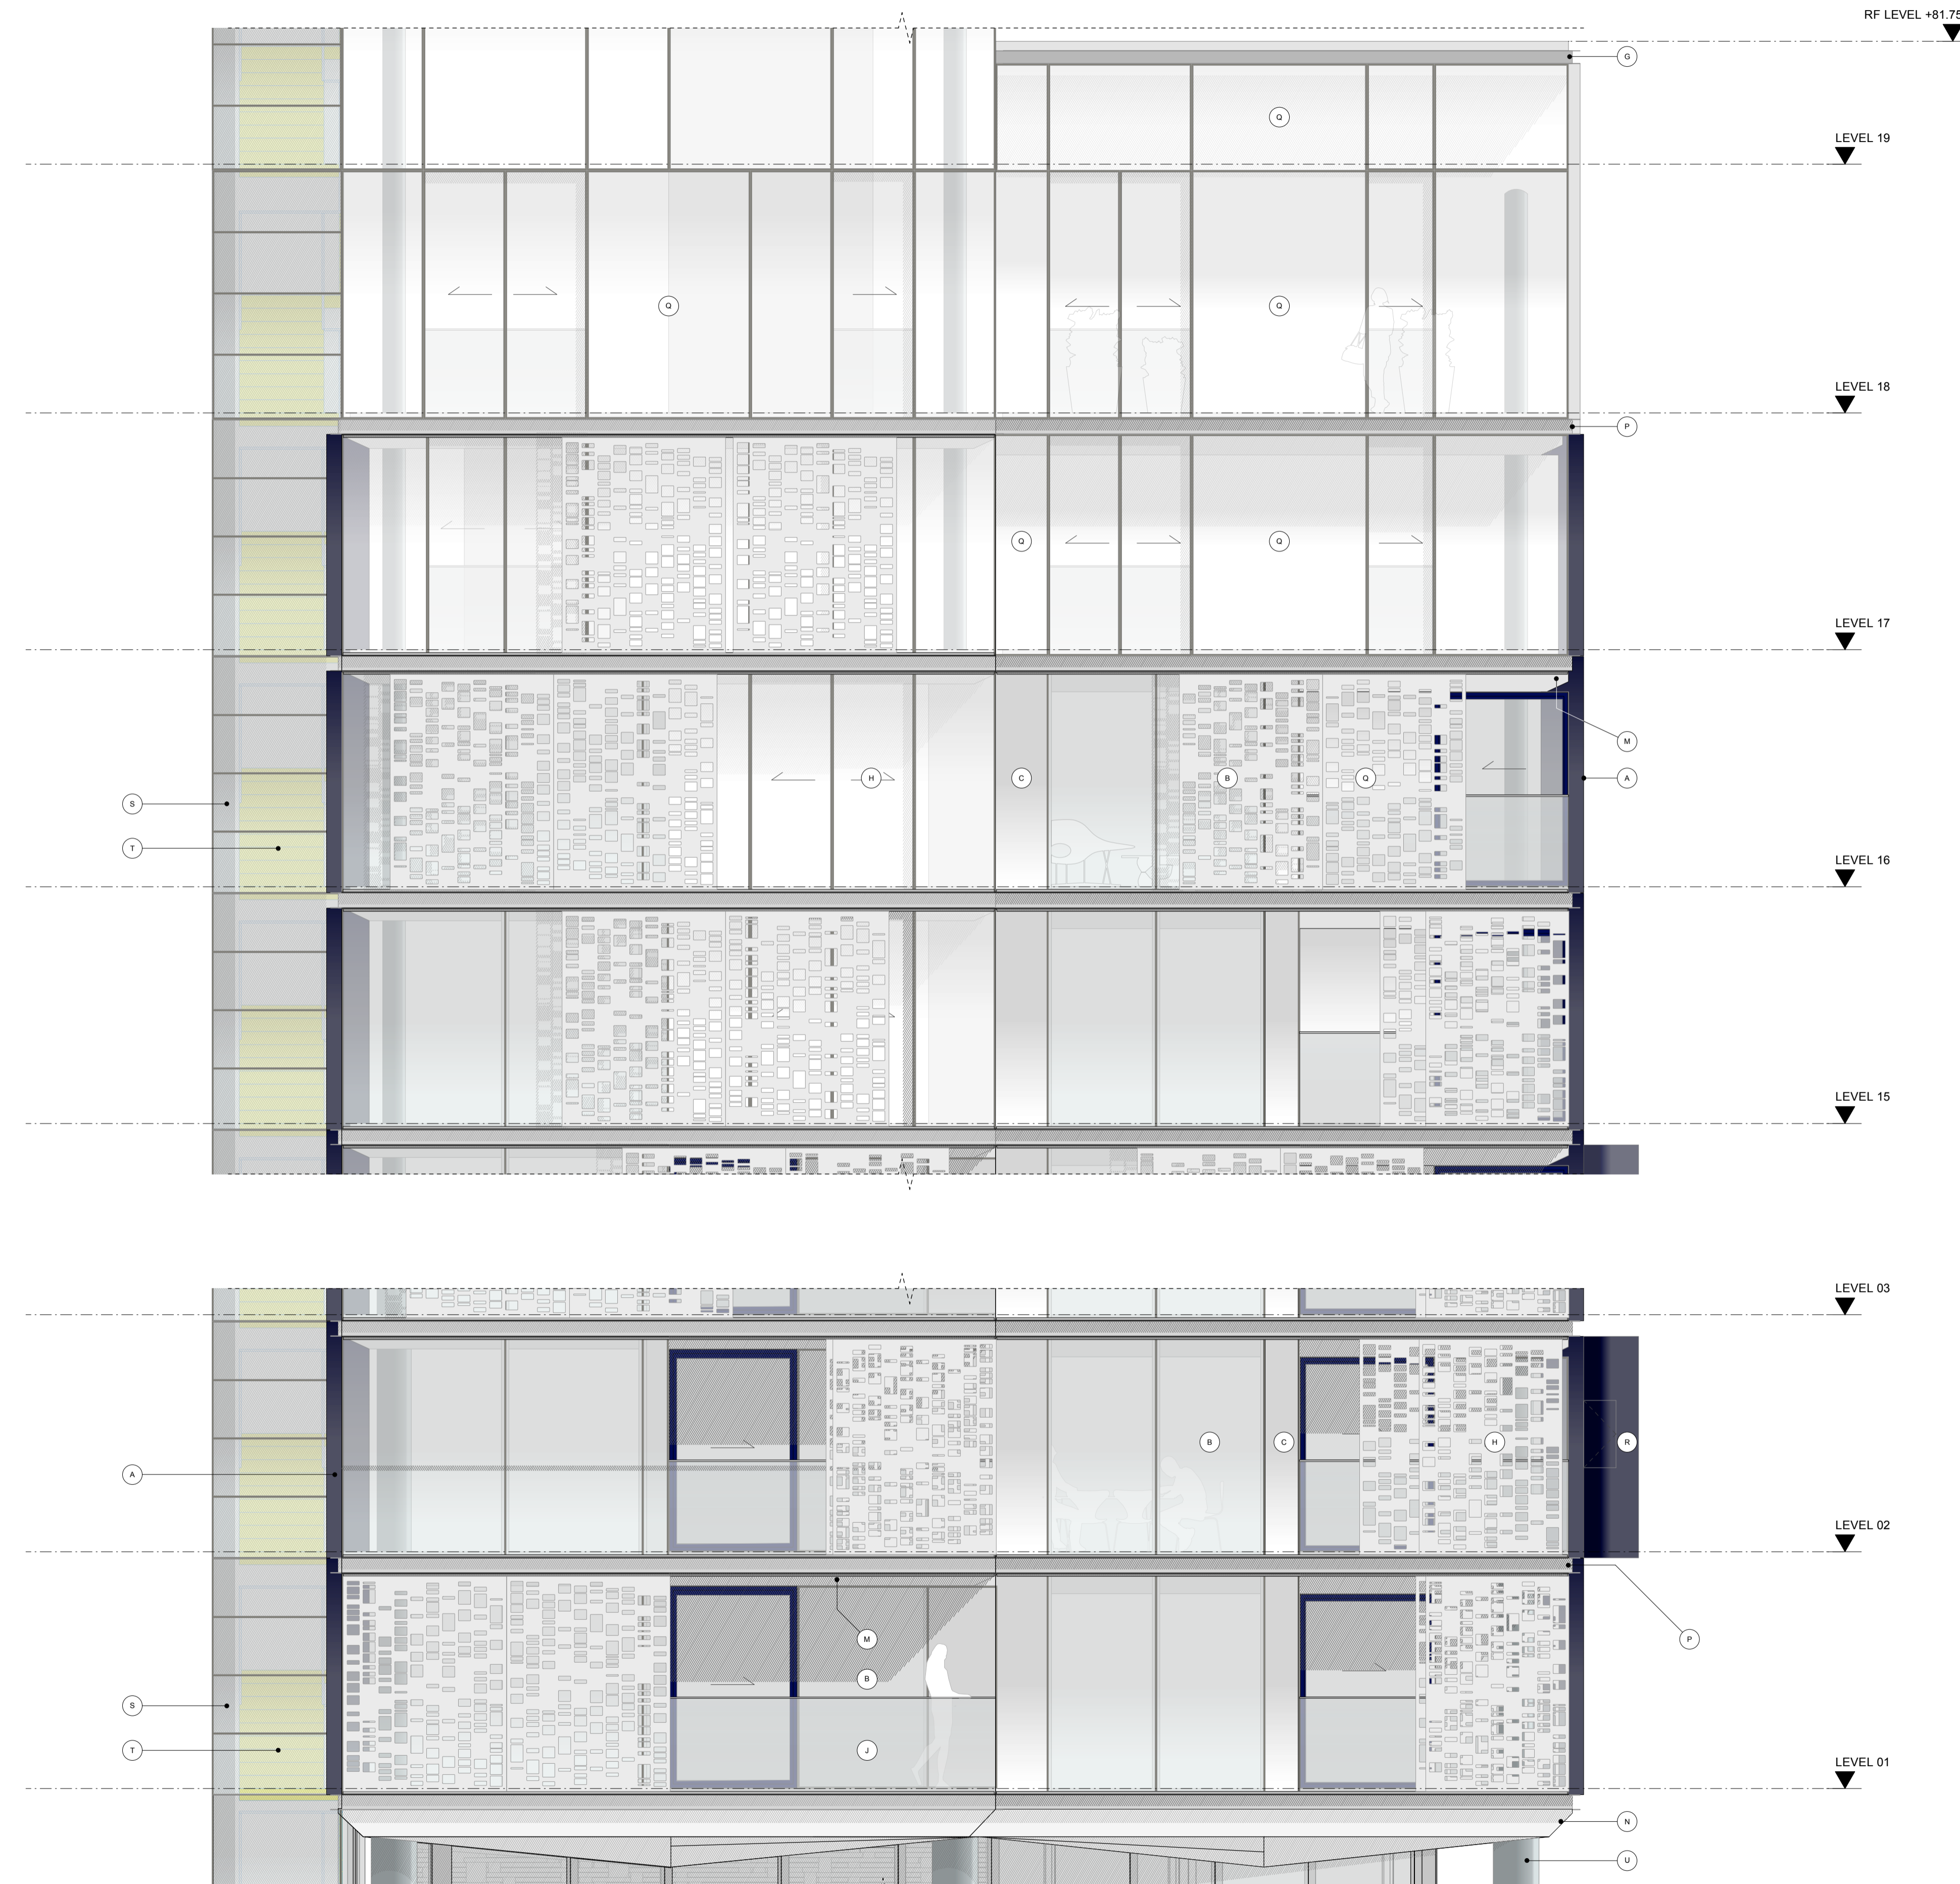 RF LEVEL +81.75
G
Q
LEVEL 19
Q
Q
LEVEL 18
P
Q
Q
LEVEL 17
M
H
C
B
Q
A
S
T
LEVEL 16
LEVEL 15
LEVEL 03
B
C
H
R
A
LEVEL 02
M
P
B
S
T
J
LEVEL 01
N
U